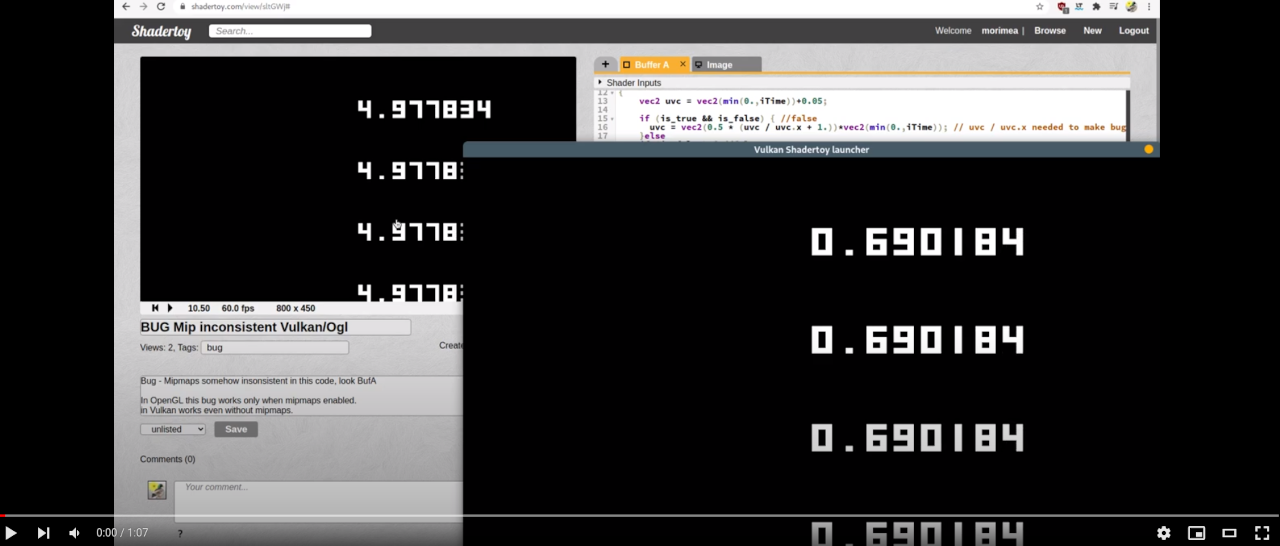 shadertoy.com/view/sltGWj#
Shadertoy
Search...
Welcome morimea | Browse New Logout
+ Buffer A × Image
Shader Inputs
12 {
13 vec2 uvc = vec2(min(0.,iTime))+0.05;
14
15 if (is_true && is_false) { //false
16 uvc = vec2(0.5 * (uvc / uvc.x + 1.))*vec2(min(0.,iTime)); // uvc / uvc.x needed to make bug
17 }else
4.977834
4.9778
4.9778
4.9778
10.50 60.0 fps 800 x 450
BUG Mip inconsistent Vulkan/Ogl
Views: 2, Tags: bug
Create
Bug - Mipmaps somehow insonsistent in this code, look BufA
In OpenGL this bug works only when mipmaps enabled.
in Vulkan works even without mipmaps.
unlisted Save
Comments (0)
Your comment...
?
Vulkan Shadertoy launcher
0.690184
0.690184
0.690184
0.690184
0:00 / 1:07